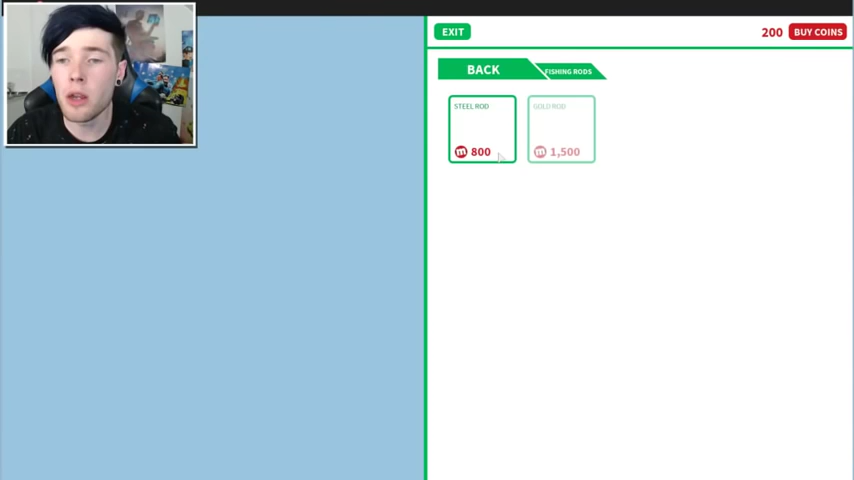 EXIT
200 BUY COINS
BACK
FISHING RODS
STEEL ROD
800
GOLD ROD
1,500